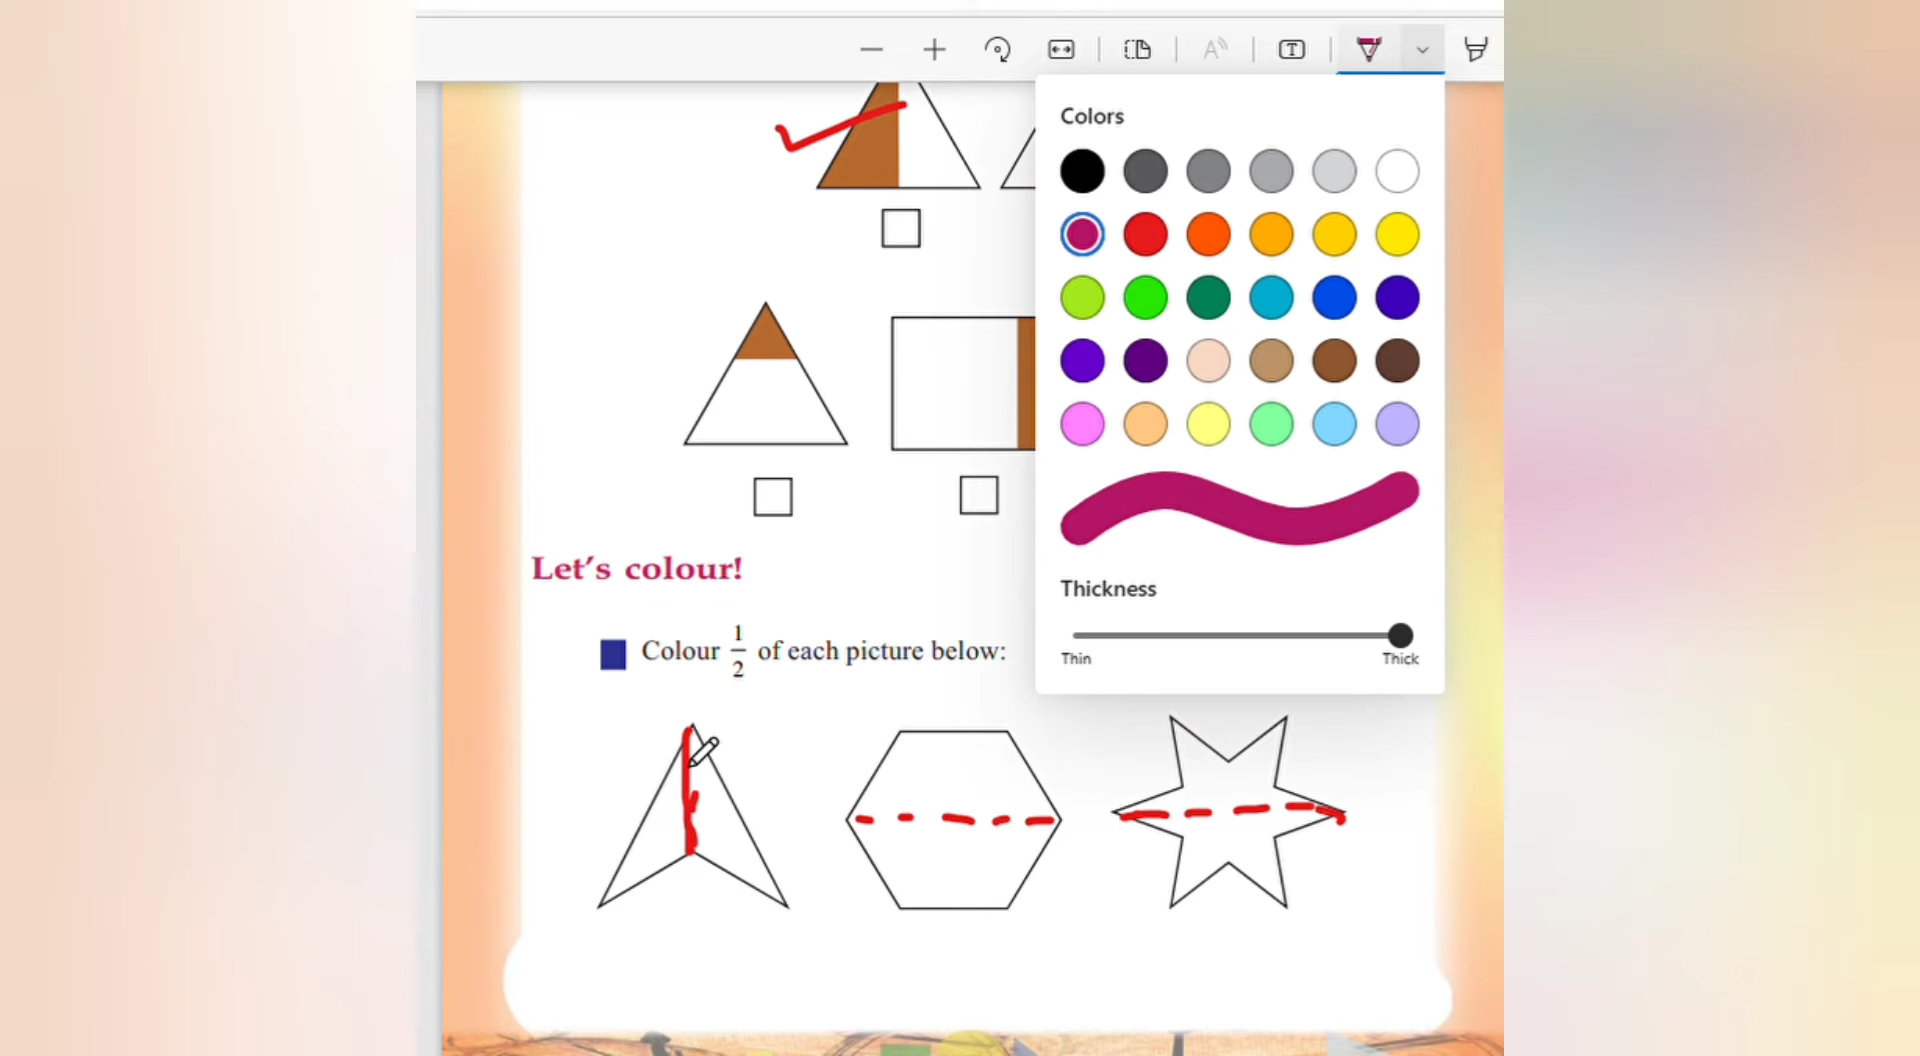 Colors
Let's colour!
Colour 1/2 of each picture below:
Thickness
Thin Thick